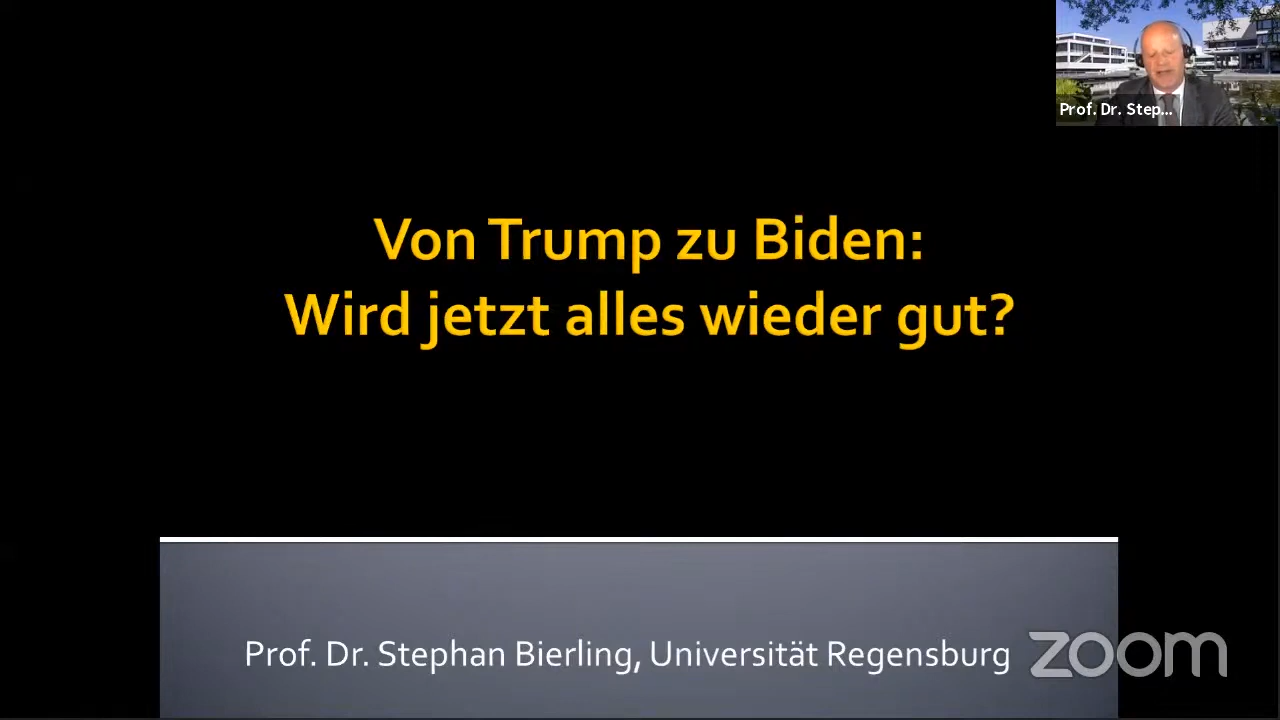 Prof. Dr. Step...
Von Trump zu Biden:
Wird jetzt alles wieder gut?
Prof. Dr. Stephan Bierling, Universität Regensburg
zoom